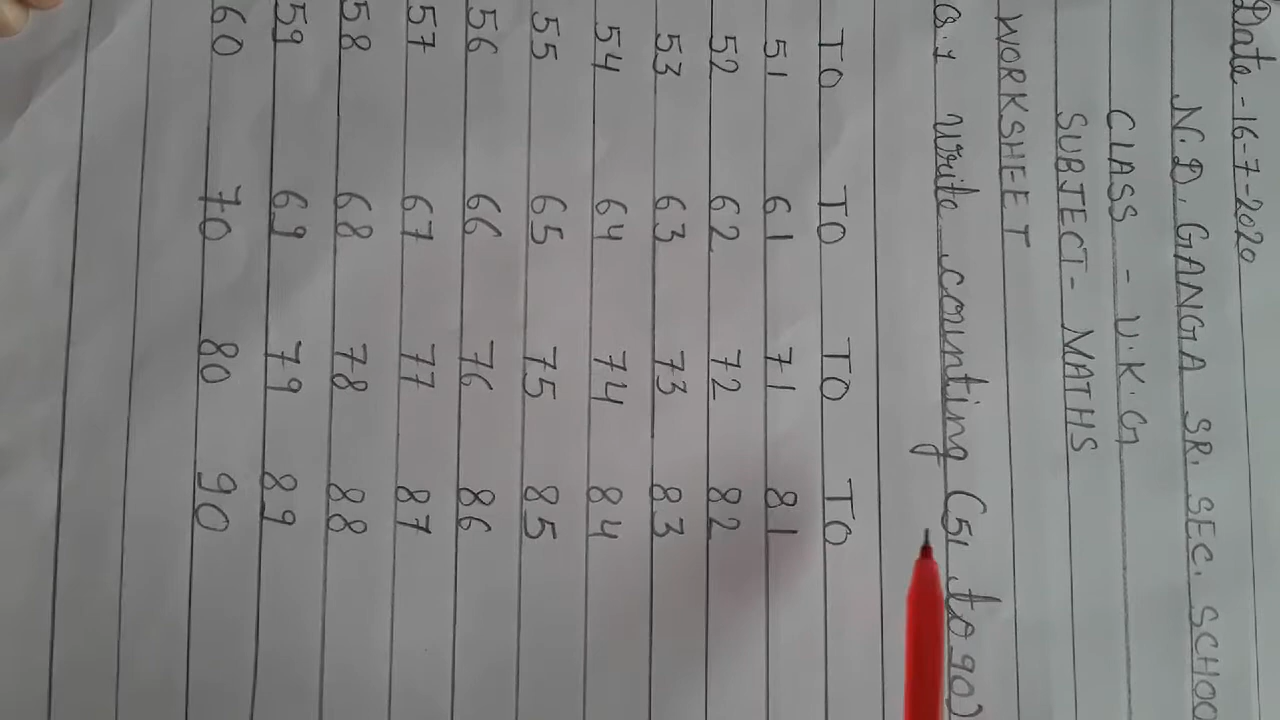 Date - 16-7-2020
N.D. GANGA SR. SEC. SCHOO
CLASS - U.K.G
SUBJECT- MATHS
WORKSHEET
Q.1 write counting (51 to 90)
TO TO TO TO
51 61 71 81
52 62 72 82
53 63 73 83
54 64 74 84
55 65 75 85
56 66 76 86
57 67 77 87
58 68 78 88
59 69 79 89
60 70 80 90